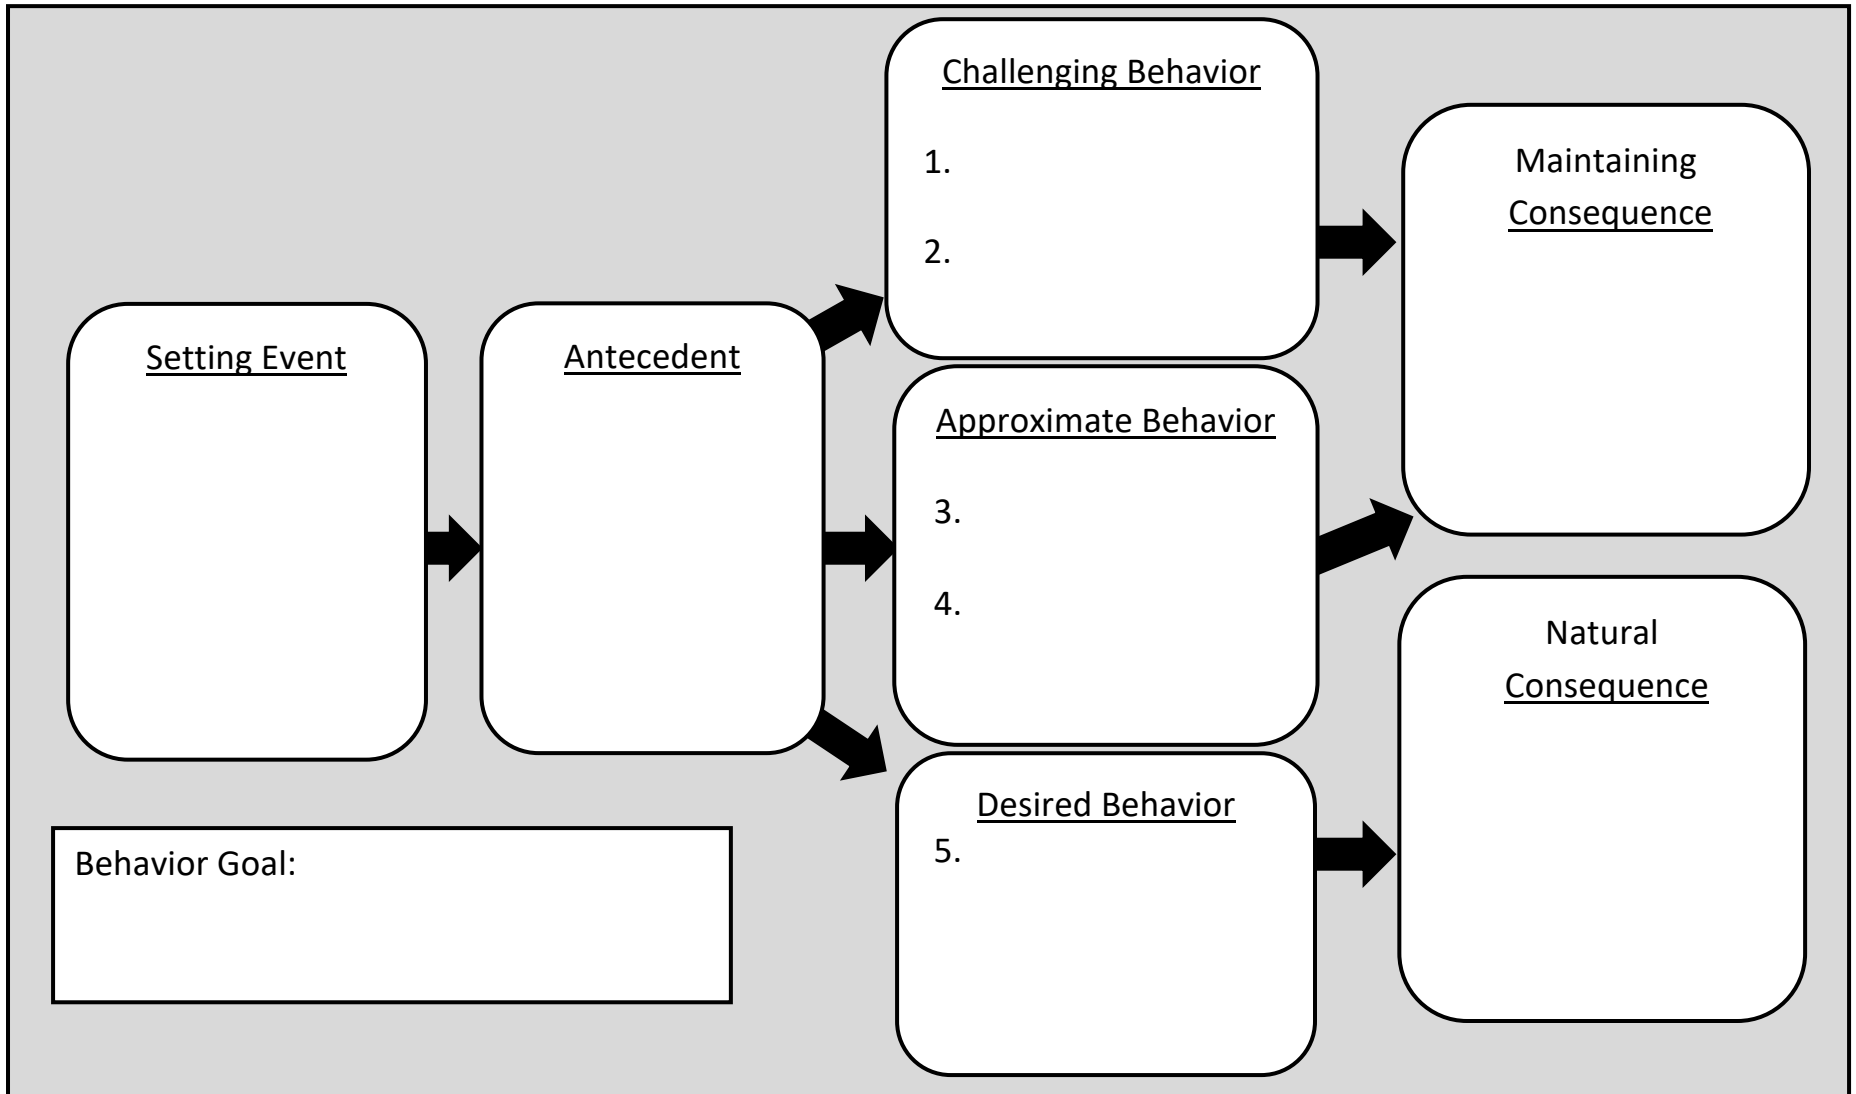 Challenging Behavior
1.
2.
Maintaining
Consequence
Setting Event
Antecedent
Approximate Behavior
3.
4.
Natural
Consequence
Desired Behavior
5.
Behavior Goal: